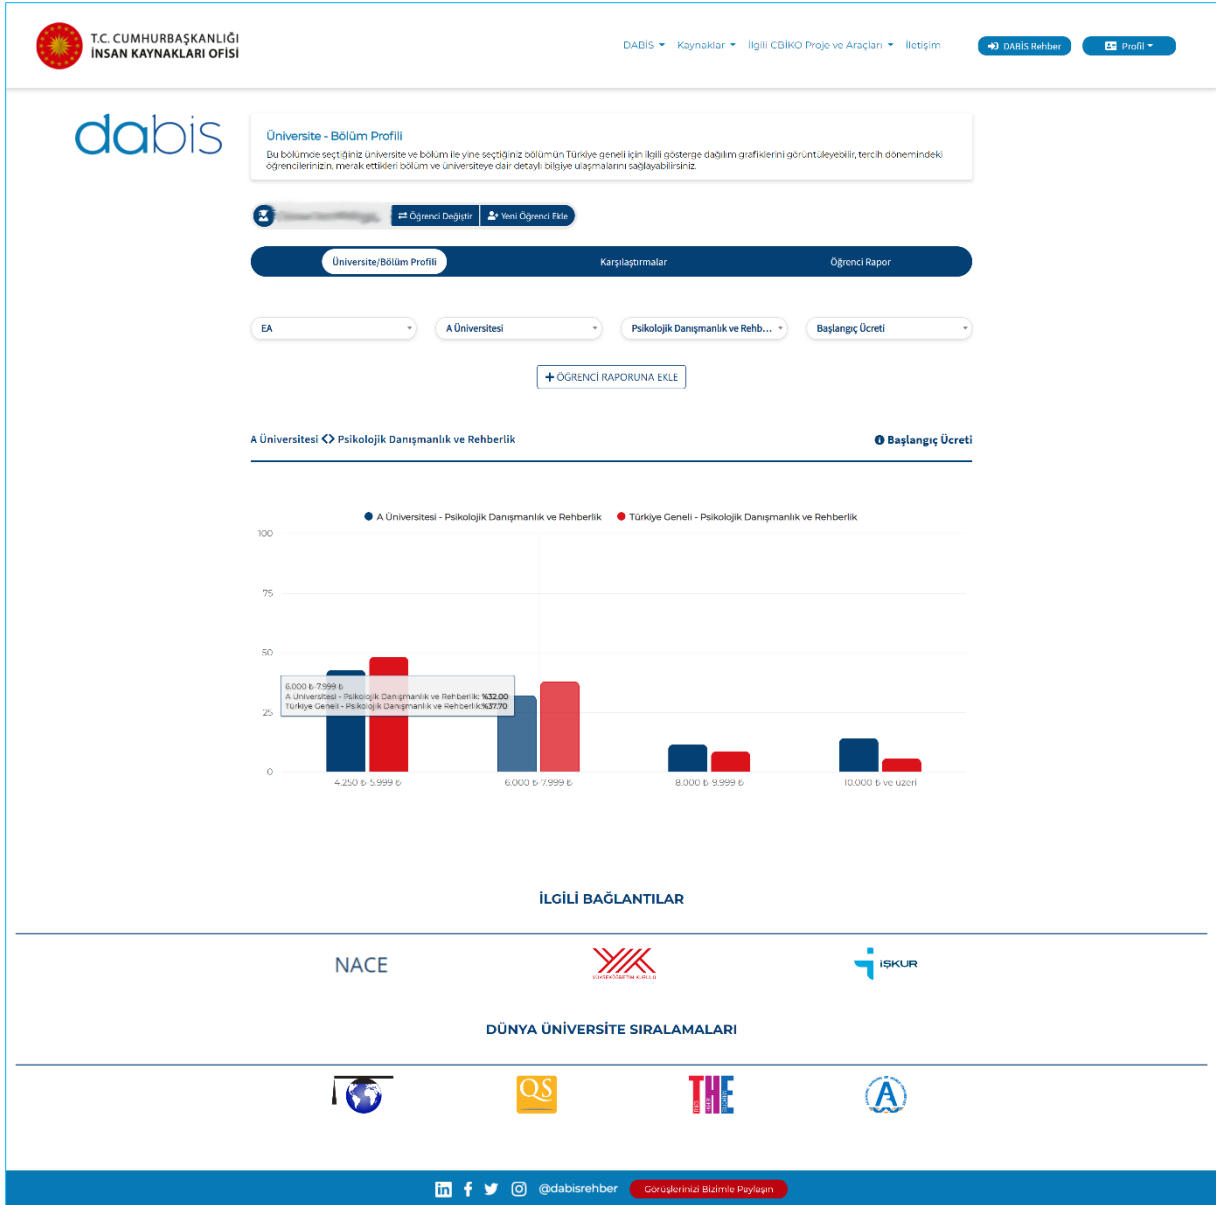 T.C. CUMHURBAŞKANLIĞI
İNSAN KAYNAKLARI OFİSİ
DABİS Kaynaklar İlgili CBİKO Proje ve Araçları İletişim DABİS Rehber Profil
dabis
Üniversite - Bölüm Profili
Bu bölümde seçtiğiniz üniversite ve bölüm ile yine seçtiğiniz bölümün Türkiye geneli için ilgili gösterge dağılım grafiklerini görüntüleyebilir, tercih dönemindeki
öğrencilerinizin, merak ettikleri bölüm ve üniversiteye dair detaylı bilgiye ulaşmalarını sağlayabilirsiniz.
Öğrenci Değiştir Yeni Öğrenci Ekle
Üniversite/Bölüm Profili Karşılaştırmalar Öğrenci Rapor
EA A Üniversitesi Psikolojik Danışmanlık ve Rehb... Başlangıç Ücreti
+ ÖĞRENCİ RAPORUNA EKLE
A Üniversitesi <> Psikolojik Danışmanlık ve Rehberlik Başlangıç Ücreti
A Üniversitesi - Psikolojik Danışmanlık ve Rehberlik Türkiye Geneli - Psikolojik Danışmanlık ve Rehberlik
100
75
50
6.000 ₺-7.999 ₺
A Üniversitesi - Psikolojik Danışmanlık ve Rehberlik: %32.00
Türkiye Geneli - Psikolojik Danışmanlık ve Rehberlik:%37.70
25
0
4.250 ₺-5.999 ₺ 6.000 ₺-7.999 ₺ 8.000 ₺-9.999 ₺ 10.000 ₺ ve üzeri
İLGİLİ BAĞLANTILAR
NACE
YÜKSEKÖĞRETİM KURULU
İŞKUR
DÜNYA ÜNİVERSİTE SIRALAMALARI
QS
THE
A
@dabisrehber Görüşlerinizi Bizimle Paylaşın